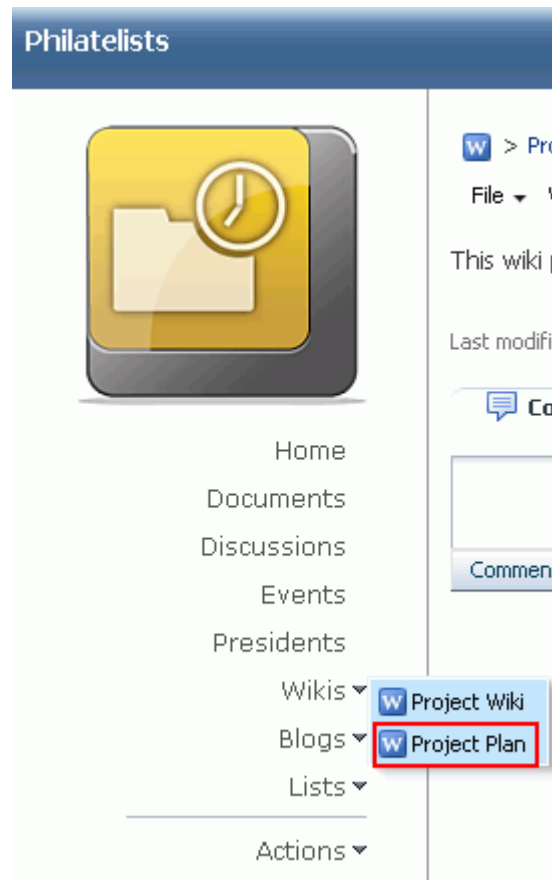 Philatelists
W >
File
This wiki
Last modifi
Home
Documents
Discussions
Events
Presidents
Commen
Wikis
W Project Wiki
Blogs
W Project Plan
Lists
Actions